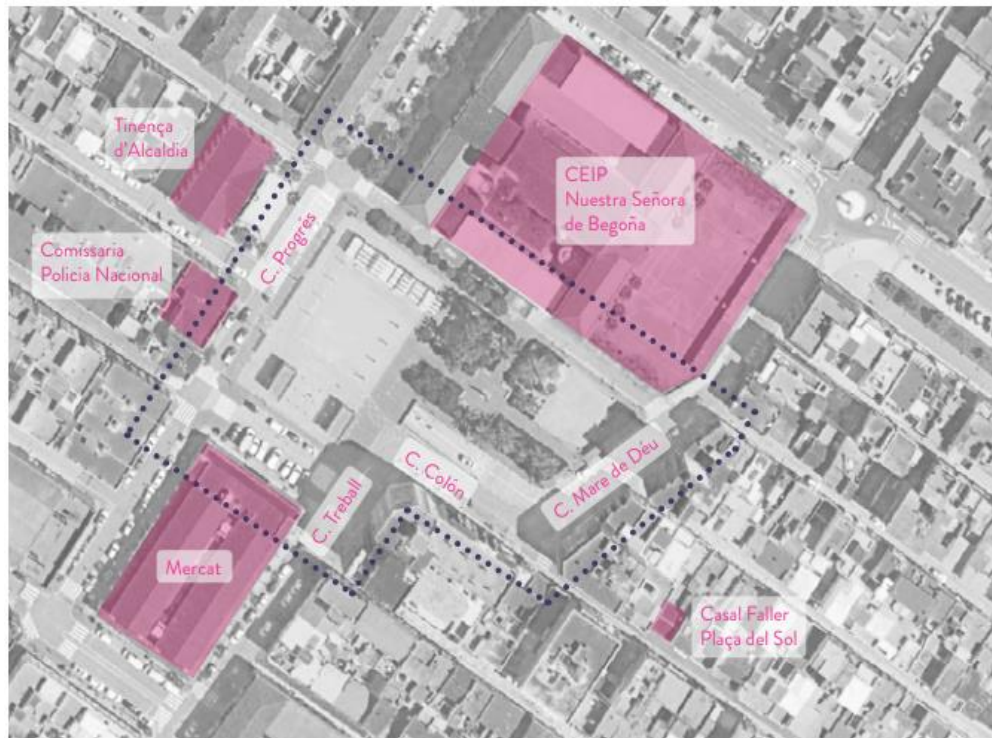 Tinença
d'Alcaldia
CEIP
Nuestra Señora
de Begoña
C. Progrés
Comissaria
Policia Nacional
C. Colón
C. Mare de Déu
C. Treball
Mercat
Casal Faller
Plaça del Sol